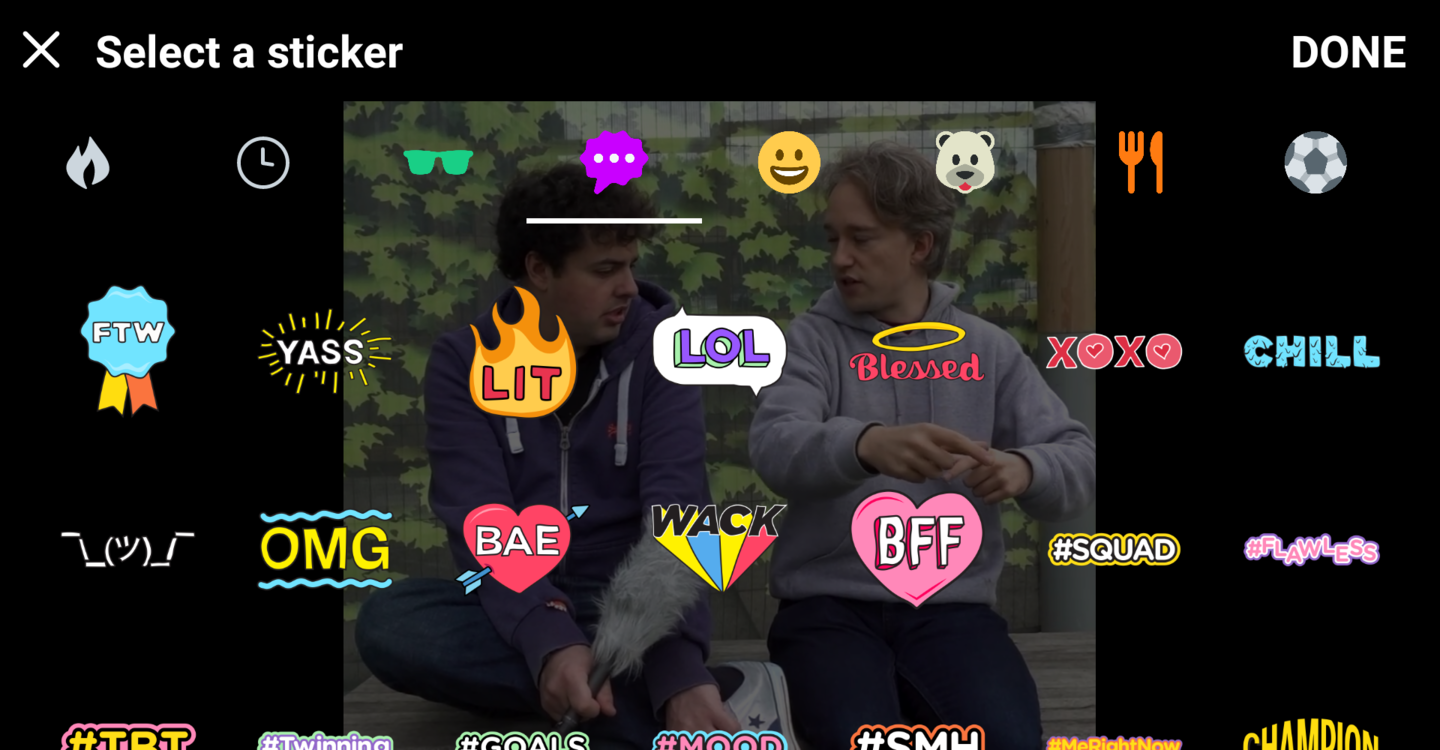 Select a sticker
DONE
FTW
YASS
LIT
LOL
Blessed
XOXO
CHILL
¯\_(ツ)_/¯
OMG
BAE
WACK
BFF
#SQUAD
#FLAWLESS
#TBT
#Twinning
#GOALS
#MOOD
#SMH
#MeRightNow
CHAMPION